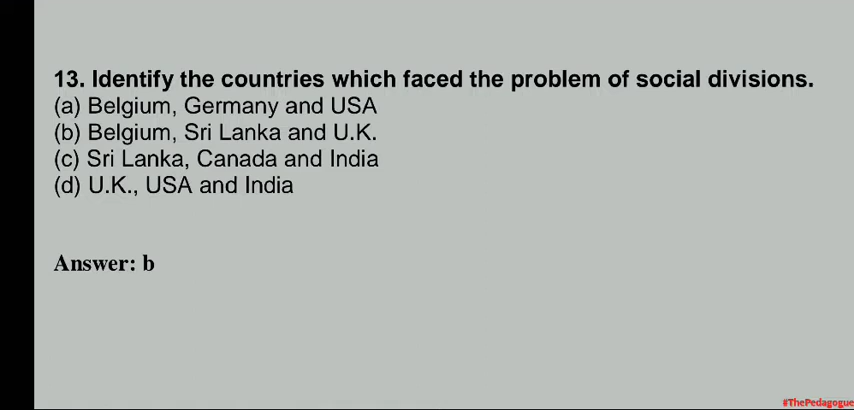 13. Identify the countries which faced the problem of social divisions.
(a) Belgium, Germany and USA
(b) Belgium, Sri Lanka and U.K.
(c) Sri Lanka, Canada and India
(d) U.K., USA and India
Answer: b
#ThePedagogue